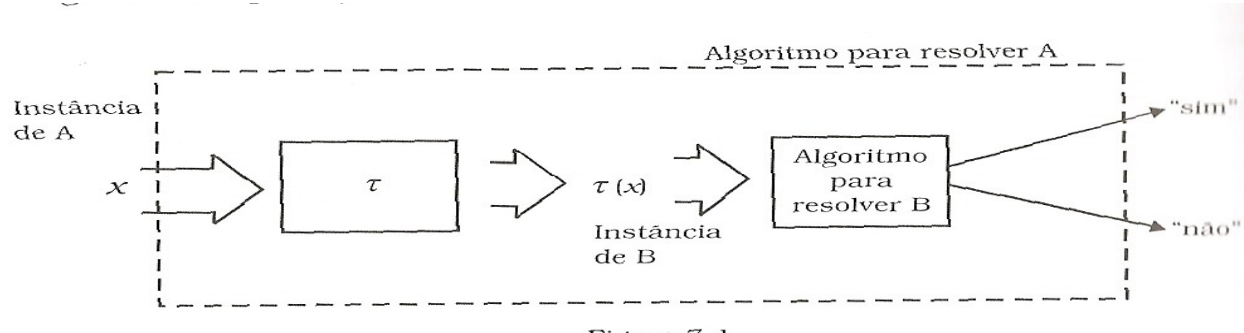 Algoritmo para resolver A
Instância
de A
x
τ
τ (x)
Instância
de B
Algoritmo
para
resolver B
"sim"
"não"